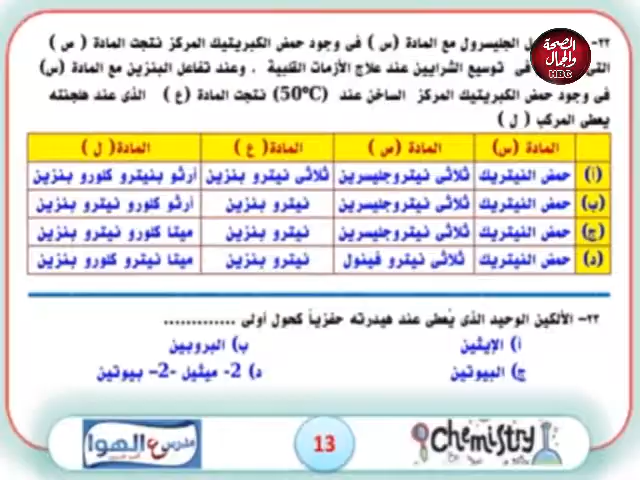 الصحة
والجمال
HBC
٢٢- ل الجليسرول مع المادة (س) فى وجود حمض الكبريتيك المركز نتجت المادة ( ص )
فى توسيع الشرايين عند علاج الأزمات القلبية . وعند تفاعل البنزين مع المادة (س)
فى وجود حمض الكبريتيك المركز الساخن عند (50°C) نتجت المادة (ع ) الذى عند هلجنته
يعطى المركب ( ل )
المادة (س) المادة (ص ) المادة( ع ) المادة( ل )
(أ) حمض النيتريك ثلاثى نيتروجليسرين ثلاثى نيترو بنزين أرثو بنيترو كلورو بنزين
(ب) حمض النيتريك ثلاثى نيتروجليسرين نيترو بنزين أرثو كلورو نيترو بنزين
(ج) حمض النيتريك ثلاثى نيتروجليسرين نيترو بنزين ميتا كلورو نيترو بنزين
(د) حمض النيتريك ثلاثى نيترو فينول نيترو بنزين ميتا نيترو كلورو بنزين
٢٣- الألكين الوحيد الذى يُعطى عند هيدرته حفزياً كحول أولى .............
أ) الإيثين ب) البروبين
ج) البيوتين د) 2- ميثيل -2- بيوتين
مدرس ع الهوا
13
Chemistry